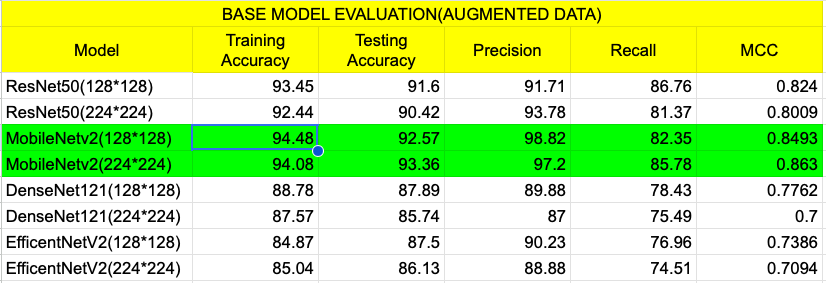 BASE MODEL EVALUATION(AUGMENTED DATA)
Model Training Accuracy Testing Accuracy Precision Recall MCC
ResNet50(128*128) 93.45 91.6 91.71 86.76 0.824
ResNet50(224*224) 92.44 90.42 93.78 81.37 0.8009
MobileNetv2(128*128) 94.48 92.57 98.82 82.35 0.8493
MobileNetv2(224*224) 94.08 93.36 97.2 85.78 0.863
DenseNet121(128*128) 88.78 87.89 89.88 78.43 0.7762
DenseNet121(224*224) 87.57 85.74 87 75.49 0.7
EfficentNetV2(128*128) 84.87 87.5 90.23 76.96 0.7386
EfficentNetV2(224*224) 85.04 86.13 88.88 74.51 0.7094